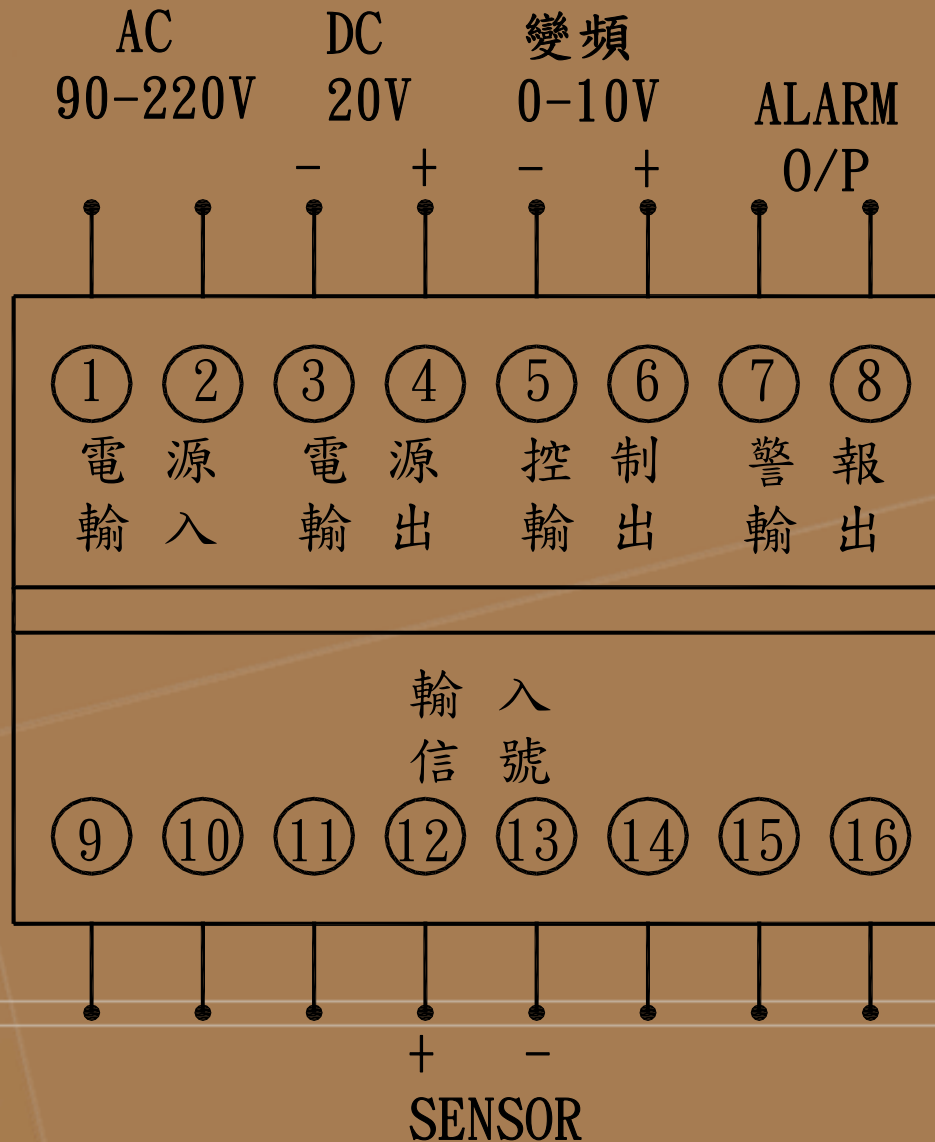 AC DC 變頻
90-220V 20V 0-10V ALARM
- + - + O/P
1 2 3 4 5 6 7 8
電源 電源 控制 警報
輸入 輸出 輸出 輸出
輸入
信號
9 10 11 12 13 14 15 16
+ -
SENSOR